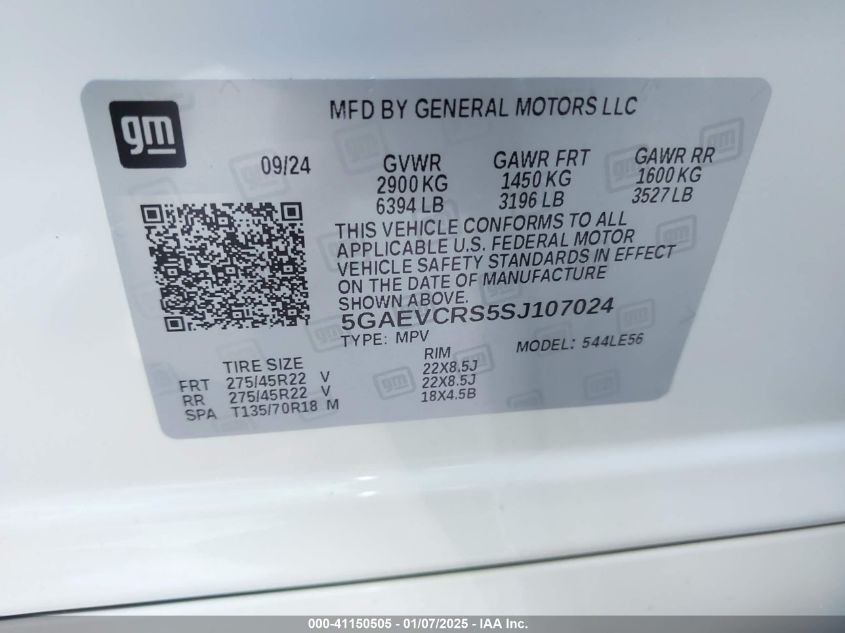 gm
MFD BY GENERAL MOTORS LLC
09/24 GVWR GAWR FRT GAWR RR
2900 KG 1450 KG 1600 KG
6394 LB 3196 LB 3527 LB
THIS VEHICLE CONFORMS TO ALL
APPLICABLE U.S. FEDERAL MOTOR
VEHICLE SAFETY STANDARDS IN EFFECT
ON THE DATE OF MANUFACTURE
SHOWN ABOVE.
5GAEVCRS5SJ107024
TYPE: MPV MODEL: 544LE56
TIRE SIZE RIM
FRT 275/45R22 V 22X8.5J
RR 275/45R22 V 22X8.5J
SPA T135/70R18 M 18X4.5B
000-41150505 - 01/07/2025 - IAA Inc.